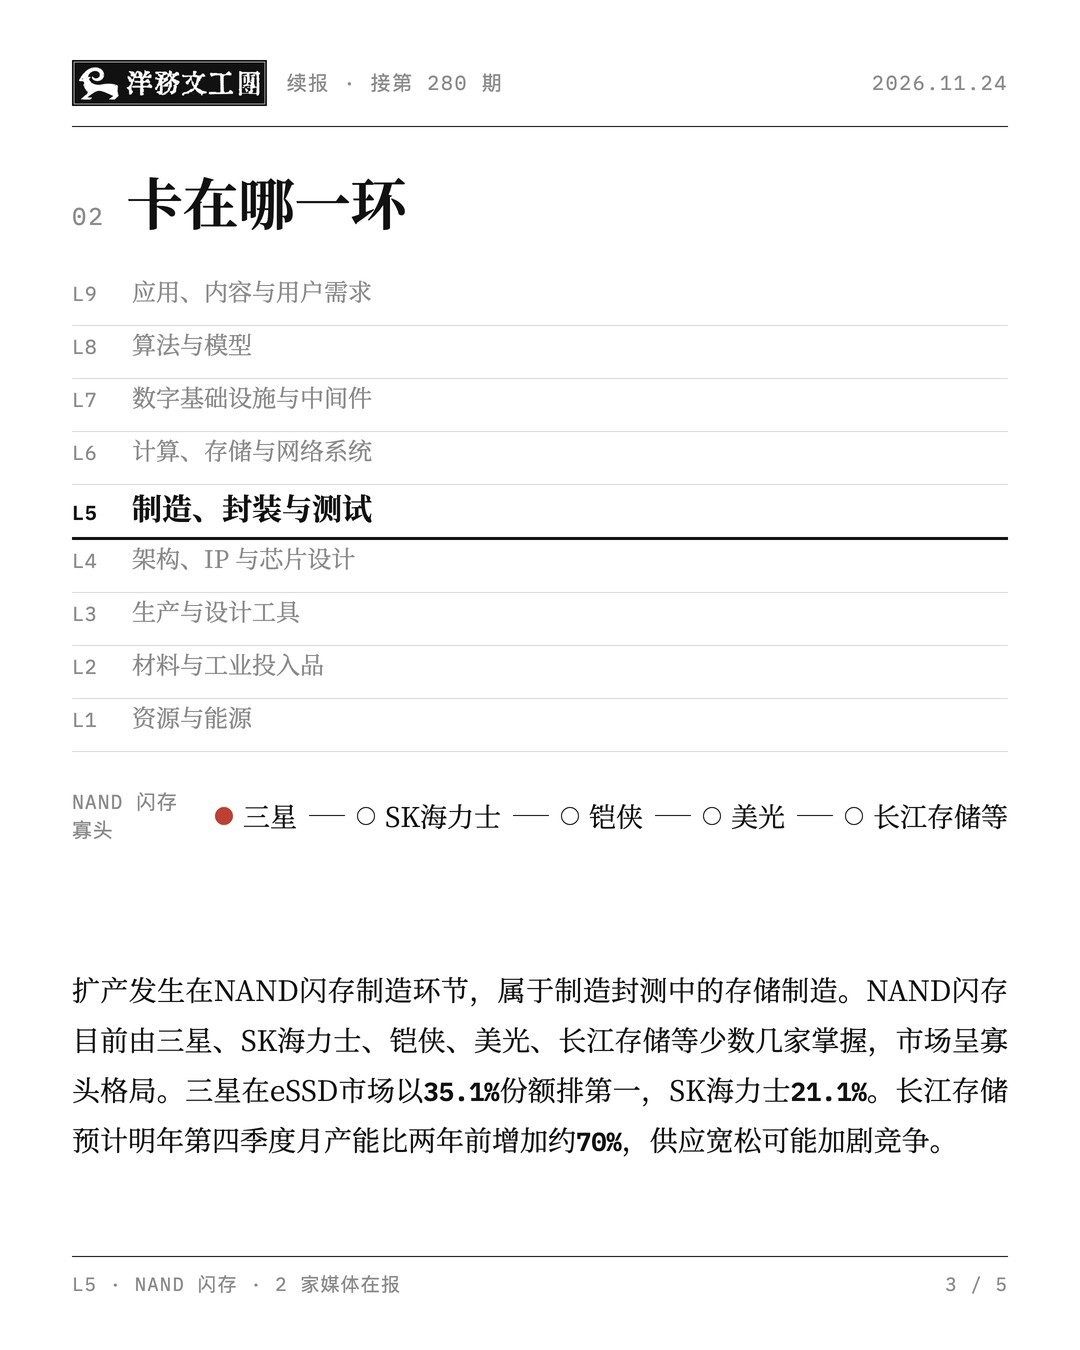 洋務文工團 续报 · 接第 280 期 2026.11.24
02 卡在哪一环
L9 应用、内容与用户需求
L8 算法与模型
L7 数字基础设施与中间件
L6 计算、存储与网络系统
L5 制造、封装与测试
L4 架构、IP 与芯片设计
L3 生产与设计工具
L2 材料与工业投入品
L1 资源与能源
NAND 闪存
寡头
三星 — SK海力士 — 铠侠 — 美光 — 长江存储等
扩产发生在NAND闪存制造环节，属于制造封测中的存储制造。NAND闪存
目前由三星、SK海力士、铠侠、美光、长江存储等少数几家掌握，市场呈寡
头格局。三星在eSSD市场以35.1%份额排第一，SK海力士21.1%。长江存储
预计明年第四季度月产能比两年前增加约70%，供应宽松可能加剧竞争。
L5 · NAND 闪存 · 2 家媒体在报 3 / 5